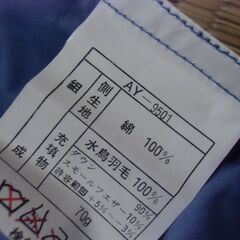 AY-9501
組成
側生地 綿 100%
充填物
水鳥羽毛 100%
ダウン 90%
スモールフェザー 10%
許容範囲 +5% -3%
70g